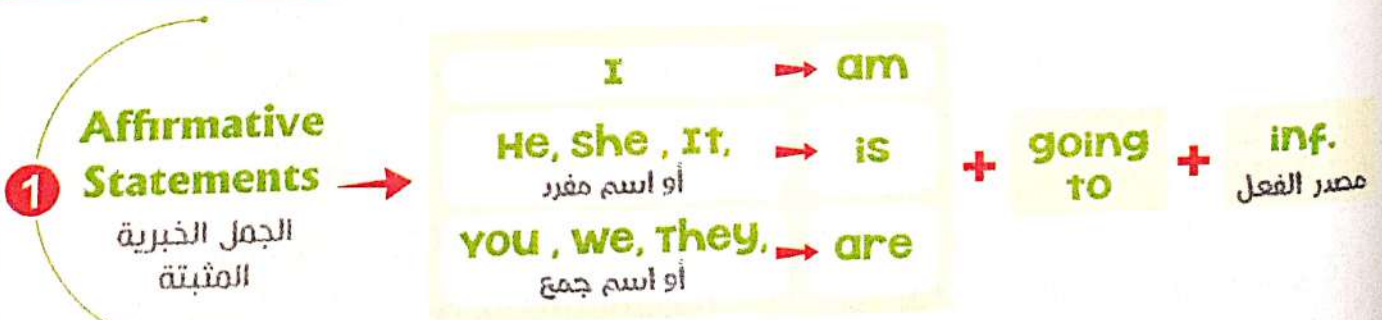 1
Affirmative
Statements
الجمل الخبرية
المثبتة
I am
He, she, It, is
أو اسم مفرد
You, we, They, are
أو اسم جمع
+ going to + inf.
مصدر الفعل